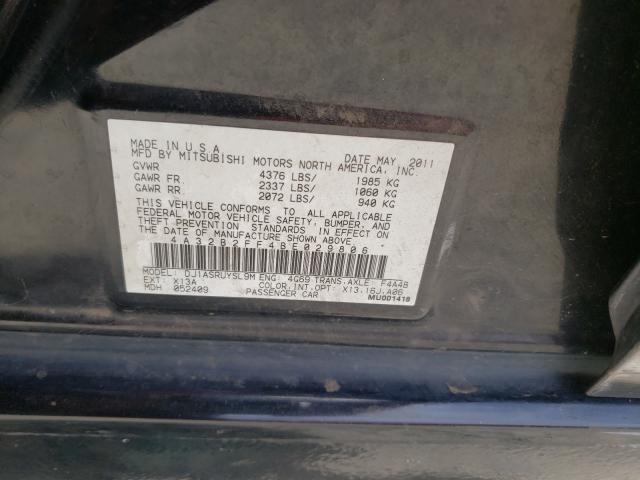 MADE IN U.S.A. DATE MAY, 2011
MFD BY MITSUBISHI MOTORS NORTH AMERICA, INC.
GVWR 4376 LBS/ 1985 KG
GAWR FR 2337 LBS/ 1060 KG
GAWR RR 2072 LBS/ 940 KG
THIS VEHICLE CONFORMS TO ALL APPLICABLE
FEDERAL MOTOR VEHICLE SAFETY, BUMPER, AND
THEFT PREVENTION STANDARDS IN EFFECT ON
THE DATE OF MANUFACTURE SHOWN ABOVE.
4A32B2FF4BE029806
MODEL: DJ1ASRUYSL9M ENG: 4G69 TRANS.AXLE: F4A4B
EXT: X13A COLOR.INT.OPT: X13.16J.A06
MDH 052409 PASSENGER CAR MU001419